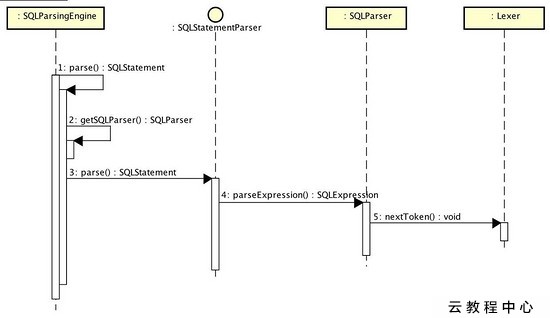 : SQLParsingEngine
: SQLStatementParser
: SQLParser
: Lexer
1: parse() : SQLStatement
2: getSQLParser() : SQLParser
3: parse() : SQLStatement
4: parseExpression() : SQLExpression
5: nextToken() : void
云教程中心